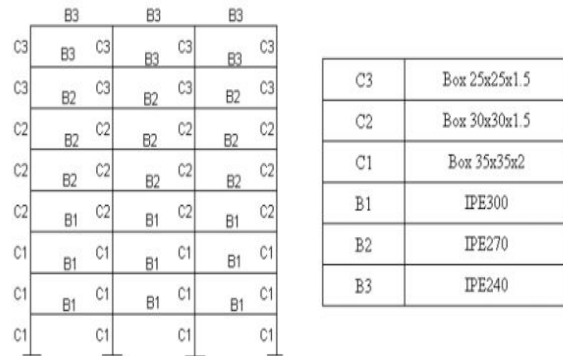 B3 B3 B3
C3 B3 C3 B3 C3 B3 C3
C3 B2 C3 B2 C3 B2 C3
C2 B2 C2 B2 C2 B2 C2
C2 B2 C2 B2 C2 B2 C2
C2 B1 C2 B1 C2 B1 C2
C1 B1 C1 B1 C1 B1 C1
C1 B1 C1 B1 C1 B1 C1
C1 C1 C1 C1
C3 Box 25x25x1.5
C2 Box 30x30x1.5
C1 Box 35x35x2
B1 IPE300
B2 IPE270
B3 IPE240